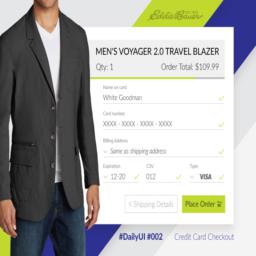 Eddie Bauer
MEN'S VOYAGER 2.0 TRAVEL BLAZER
Qty: 1 Order Total: $109.99
Name on card
White Goodman
Card number
XXXX - XXXX - XXXX - XXXX
Billing Address
Same as shipping address
Expiration CIN Type
12-20 012 VISA
< Shipping Details Place Order
#DailyUI #002 Credit Card Checkout